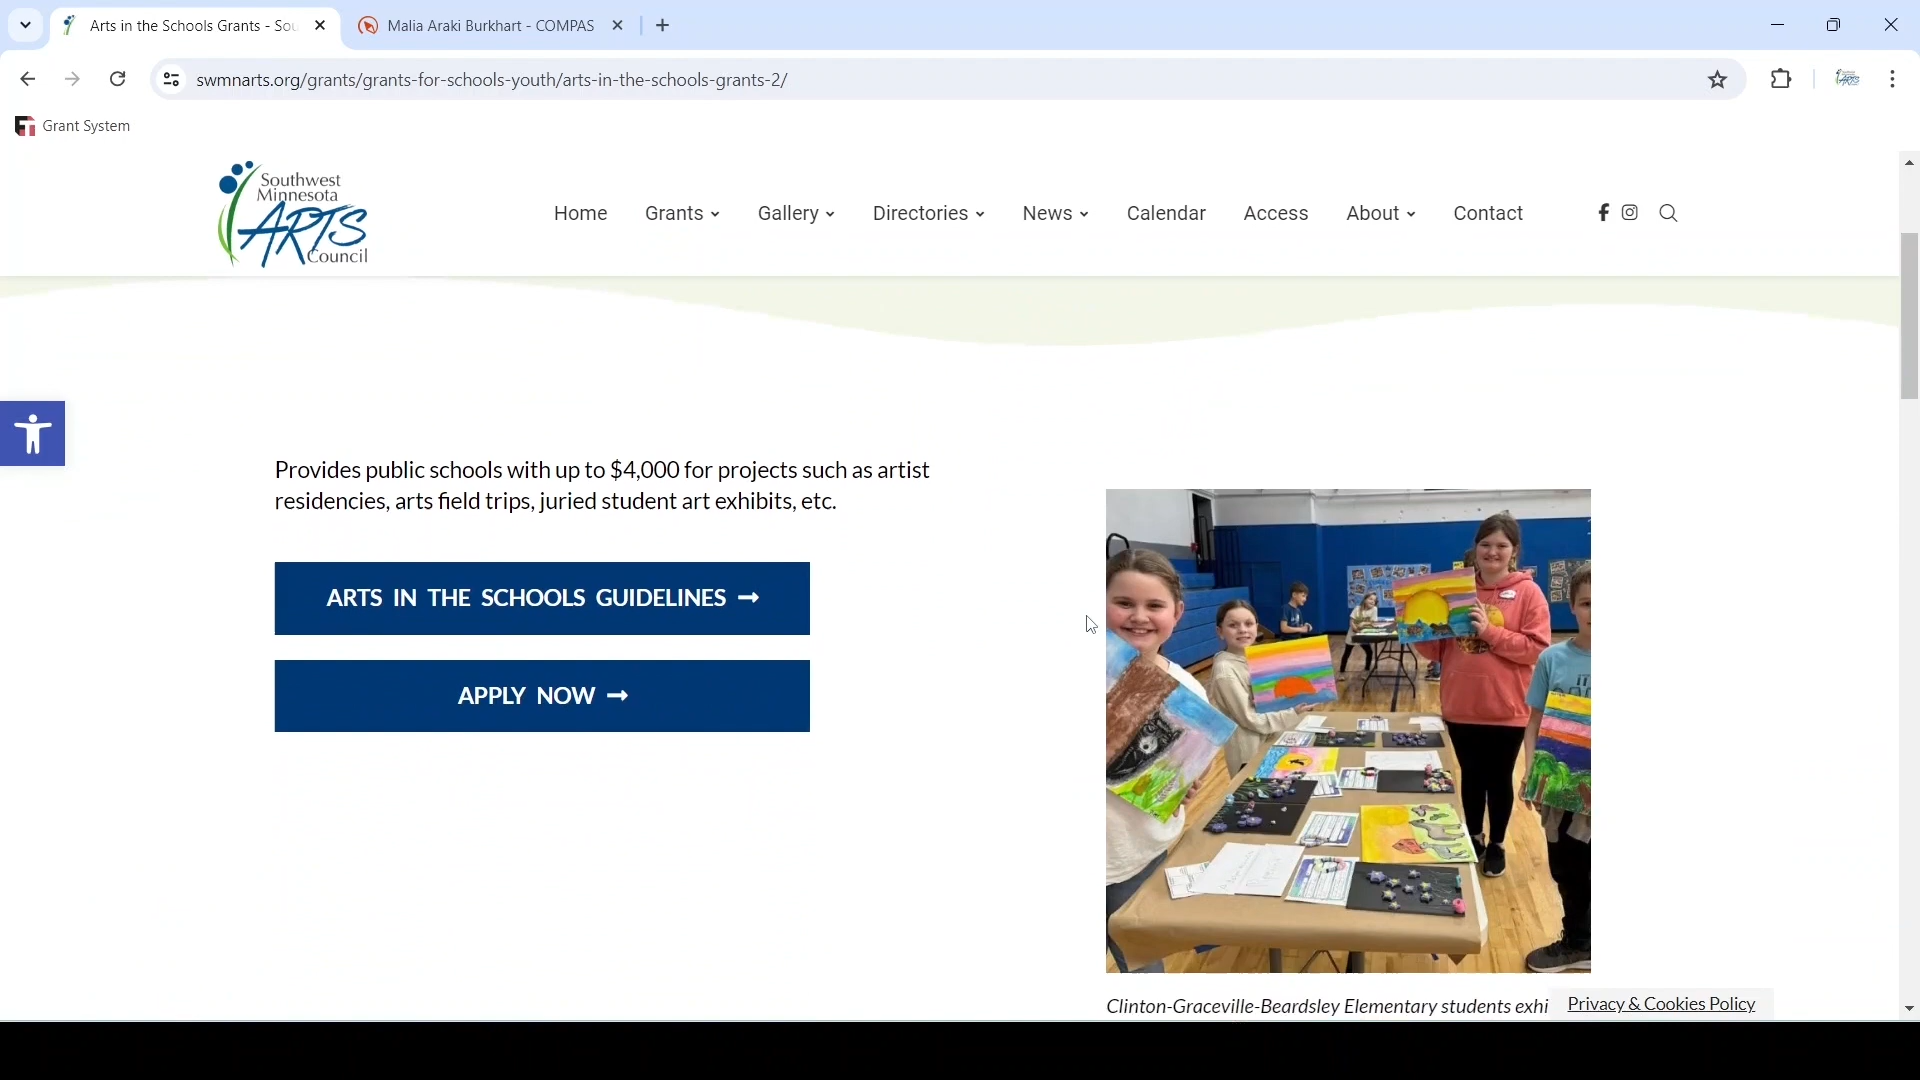 Arts in the Schools Grants - Sou
Malia Araki Burkhart - COMPAS
swmnarts.org/grants/grants-for-schools-youth/arts-in-the-schools-grants-2/
Grant System
Southwest
Minnesota
ARTS
Council
Home
Grants
Gallery
Directories
News
Calendar
Access
About
Contact
Provides public schools with up to $4,000 for projects such as artist
residencies, arts field trips, juried student art exhibits, etc.
ARTS IN THE SCHOOLS GUIDELINES →
APPLY NOW →
Clinton-Graceville-Beardsley Elementary students exhi
Privacy & Cookies Policy